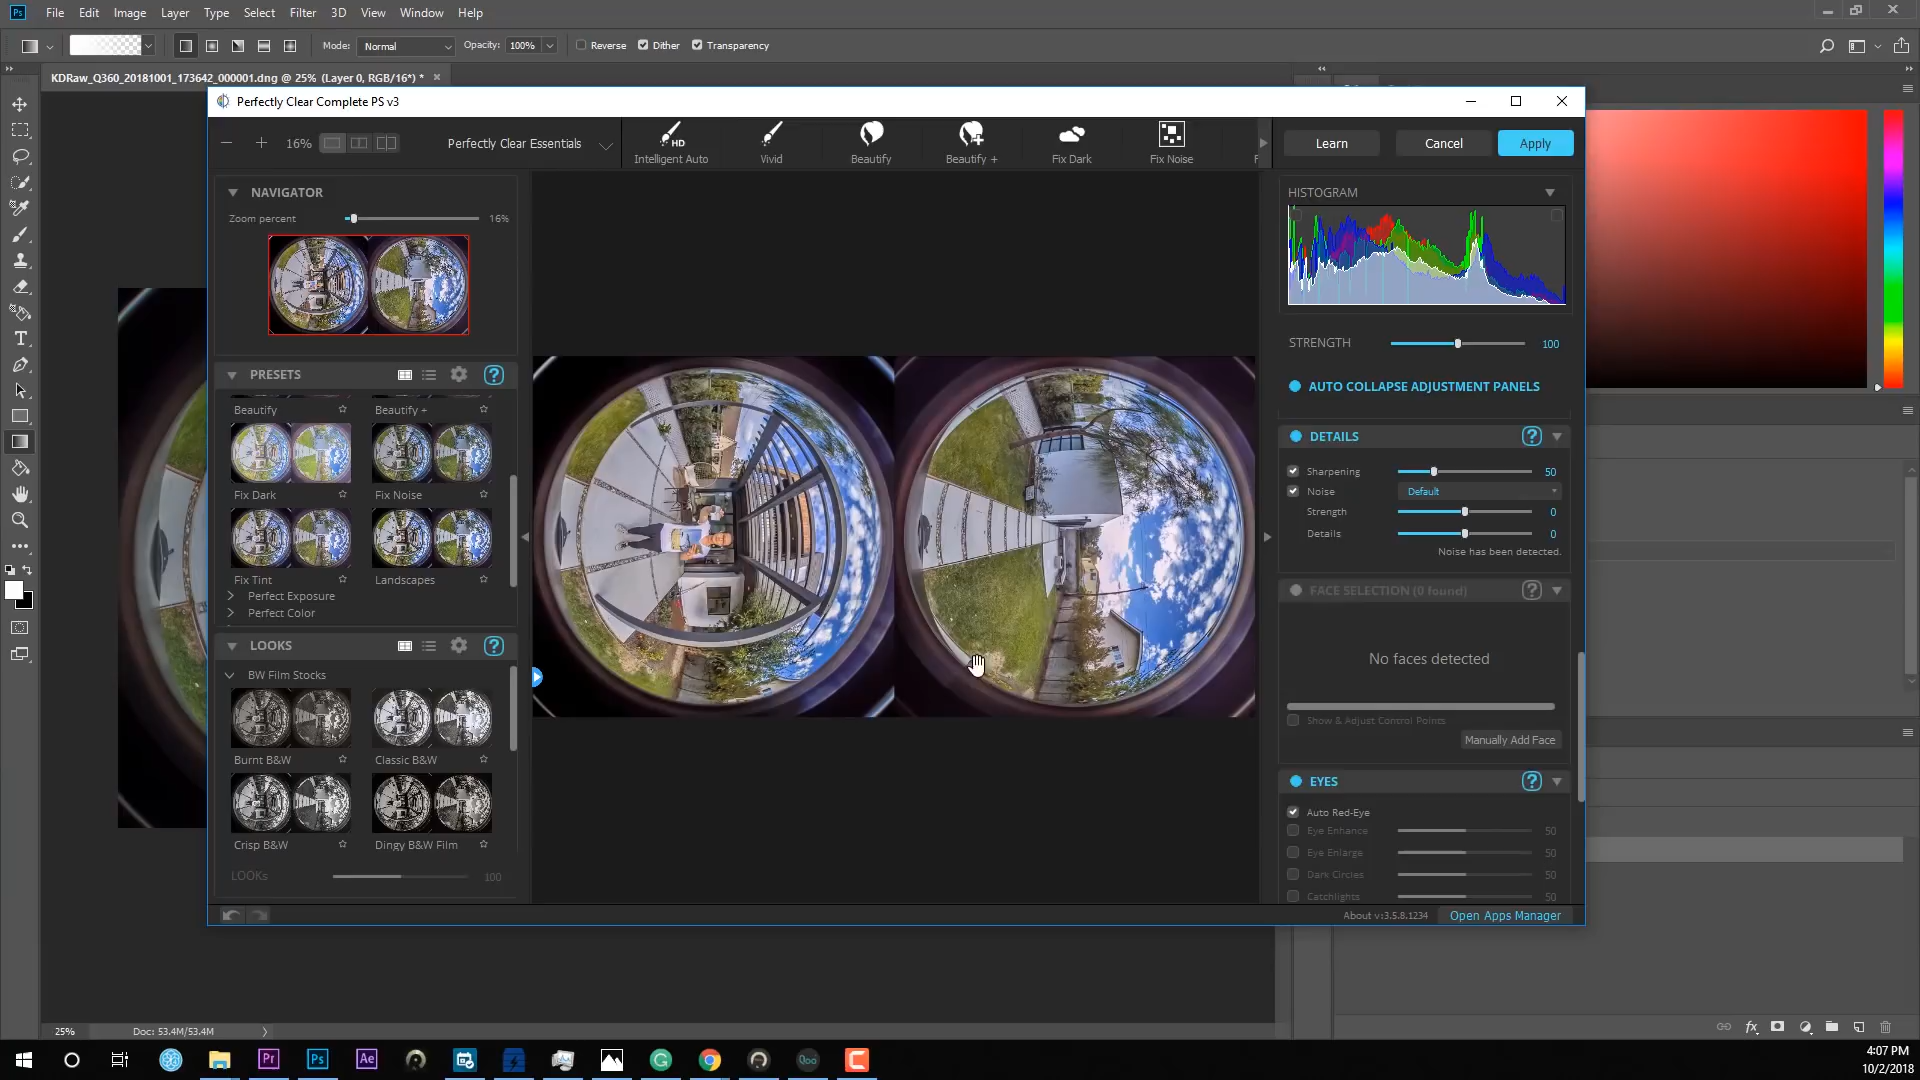 Ps File Edit Image Layer Type Select Filter 3D View Window Help
Mode: Normal Opacity: 100% Reverse Dither Transparency
KDRaw_Q360_20181001_173642_000001.dng @ 25% (Layer 0, RGB/16*) *
Perfectly Clear Complete PS v3
16% Perfectly Clear Essentials
HD
Intelligent Auto Vivid Beautify Beautify + Fix Dark Fix Noise F
Learn Cancel Apply
NAVIGATOR
Zoom percent 16%
PRESETS
Beautify Beautify +
Fix Dark Fix Noise
Fix Tint Landscapes
Perfect Exposure
Perfect Color
LOOKS
BW Film Stocks
Burnt B&W Classic B&W
Crisp B&W Dingy B&W Film
LOOKs 100
HISTOGRAM
STRENGTH 100
AUTO COLLAPSE ADJUSTMENT PANELS
DETAILS
Sharpening 50
Noise Default
Strength 0
Details 0
Noise has been detected.
FACE SELECTION (0 found)
No faces detected
Show & Adjust Control Points
Manually Add Face
EYES
Auto Red-Eye
Eye Enhance 50
Eye Enlarge 50
Dark Circles 50
Catchlights 50
About v:3.5.8.1234 Open Apps Manager
25% Doc: 53.4M/53.4M
Pr Ps Ae
4:07 PM
10/2/2018